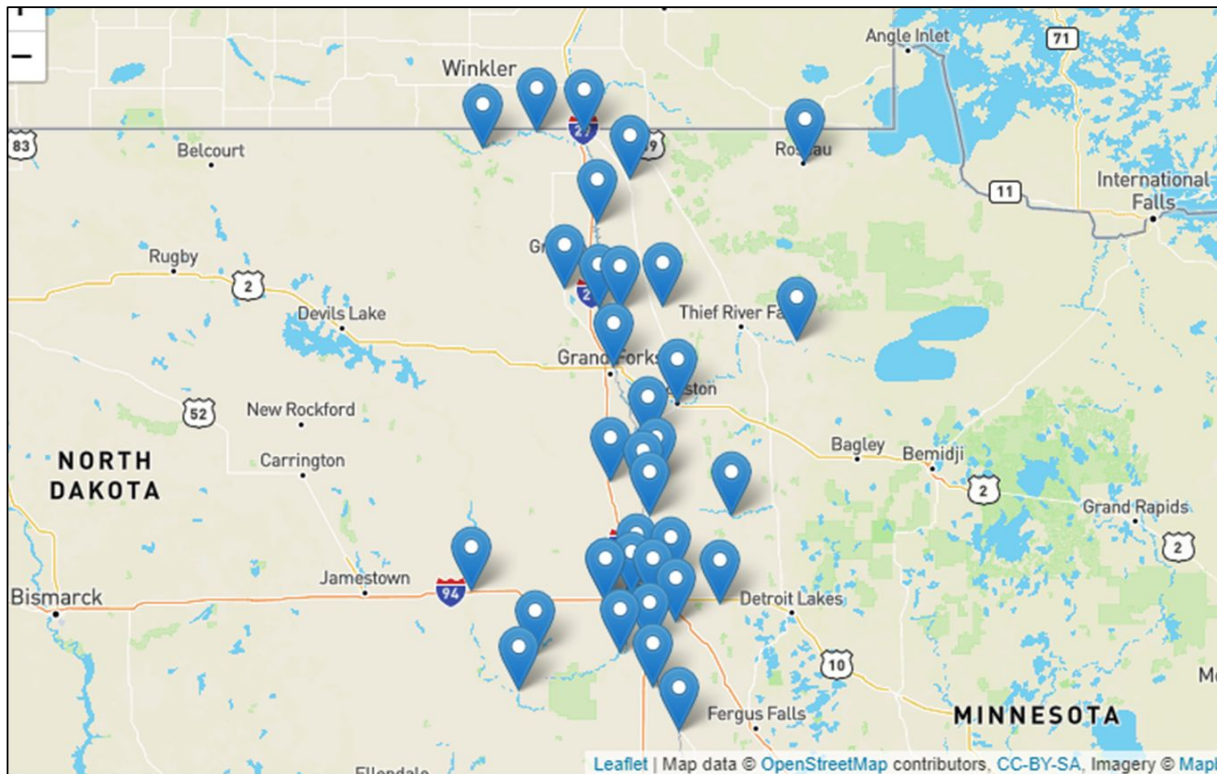 Angle Inlet
71
Winkler
83
Belcourt
11
International
Falls
Rugby
2
Devils Lake
Thief River Fa
Grand Forks
52
New Rockford
Carrington
NORTH
DAKOTA
Bagley
Bemidji
2
Grand Rapids
2
Jamestown
94
Bismarck
Detroit Lakes
10
Fergus Falls
MINNESOTA
Leaflet | Map data © OpenStreetMap contributors, CC-BY-SA, Imagery © Mapl